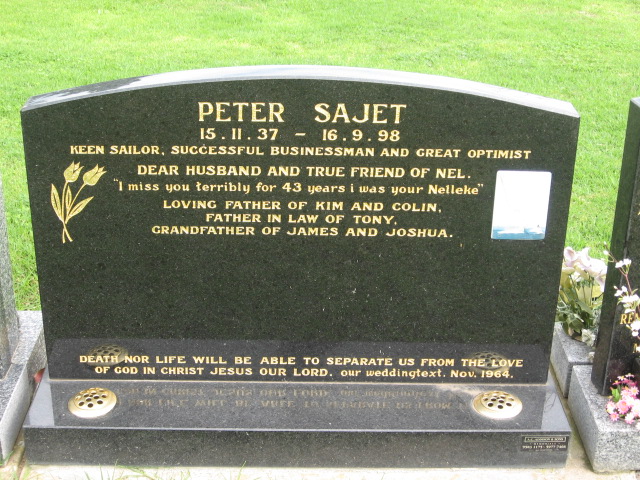 PETER SAJET
15.11.37 - 16.9.98
KEEN SAILOR, SUCCESSFUL BUSINESSMAN AND GREAT OPTIMIST
DEAR HUSBAND AND TRUE FRIEND OF NEL.
"I miss you terribly for 43 years i was your Nelleke"
LOVING FATHER OF KIM AND COLIN,
FATHER IN LAW OF TONY,
GRANDFATHER OF JAMES AND JOSHUA.
DEATH NOR LIFE WILL BE ABLE TO SEPARATE US FROM THE LOVE
OF GOD IN CHRIST JESUS OUR LORD. our weddingtext. Nov. 1964.